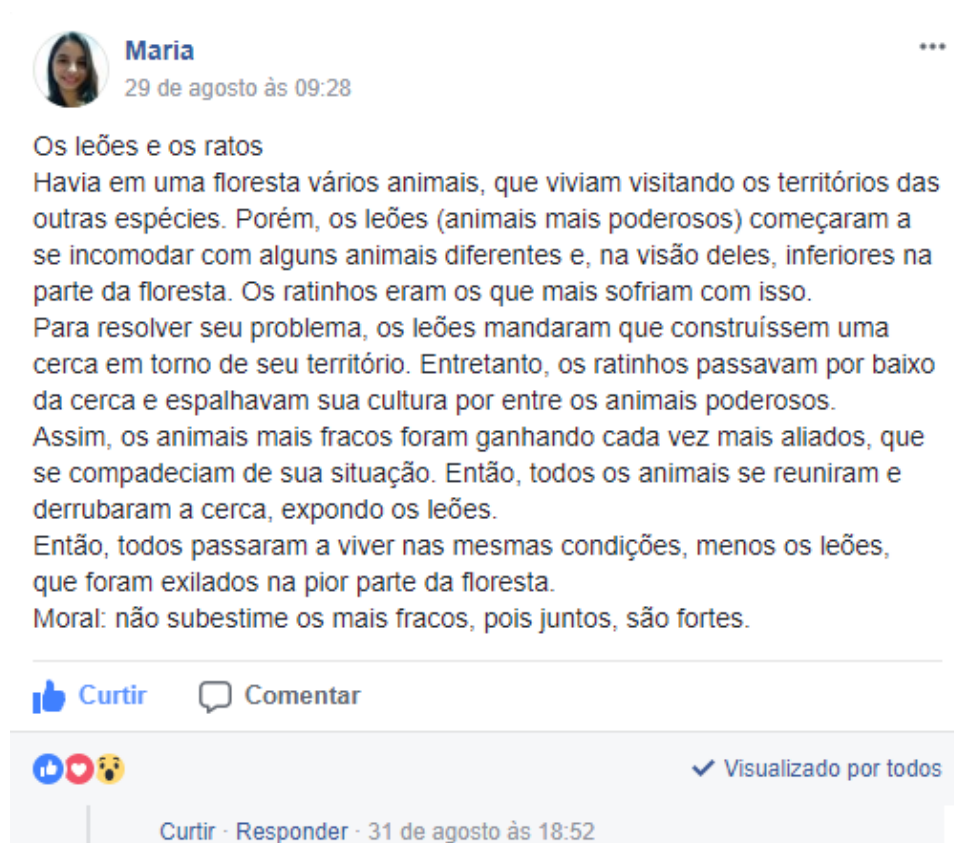 Maria
29 de agosto às 09:28
Os leões e os ratos
Havia em uma floresta vários animais, que viviam visitando os territórios das
outras espécies. Porém, os leões (animais mais poderosos) começaram a
se incomodar com alguns animais diferentes e, na visão deles, inferiores na
parte da floresta. Os ratinhos eram os que mais sofriam com isso.
Para resolver seu problema, os leões mandaram que construíssem uma
cerca em torno de seu território. Entretanto, os ratinhos passavam por baixo
da cerca e espalhavam sua cultura por entre os animais poderosos.
Assim, os animais mais fracos foram ganhando cada vez mais aliados, que
se compadeciam de sua situação. Então, todos os animais se reuniram e
derrubaram a cerca, expondo os leões.
Então, todos passaram a viver nas mesmas condições, menos os leões,
que foram exilados na pior parte da floresta.
Moral: não subestime os mais fracos, pois juntos, são fortes.
Curtir Comentar
Visualizado por todos
Curtir · Responder · 31 de agosto às 18:52